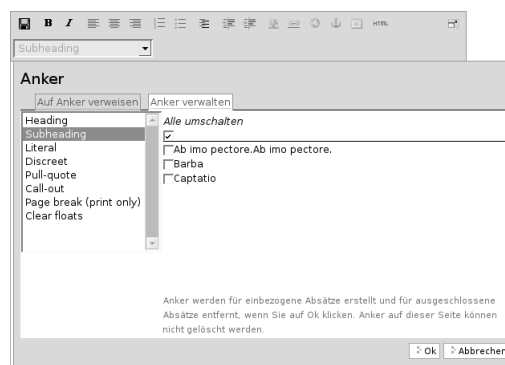 B I HTML
Subheading
Anker
Auf Anker verweisen Anker verwalten
Heading
Subheading
Literal
Discreet
Pull-quote
Call-out
Page break (print only)
Clear floats
Alle umschalten
Ab imo pectore.Ab imo pectore.
Barba
Captatio
Anker werden für einbezogene Absätze erstellt und für ausgeschlossene
Absätze entfernt, wenn Sie auf Ok klicken. Anker auf dieser Seite können
nicht gelöscht werden.
Ok Abbrechen